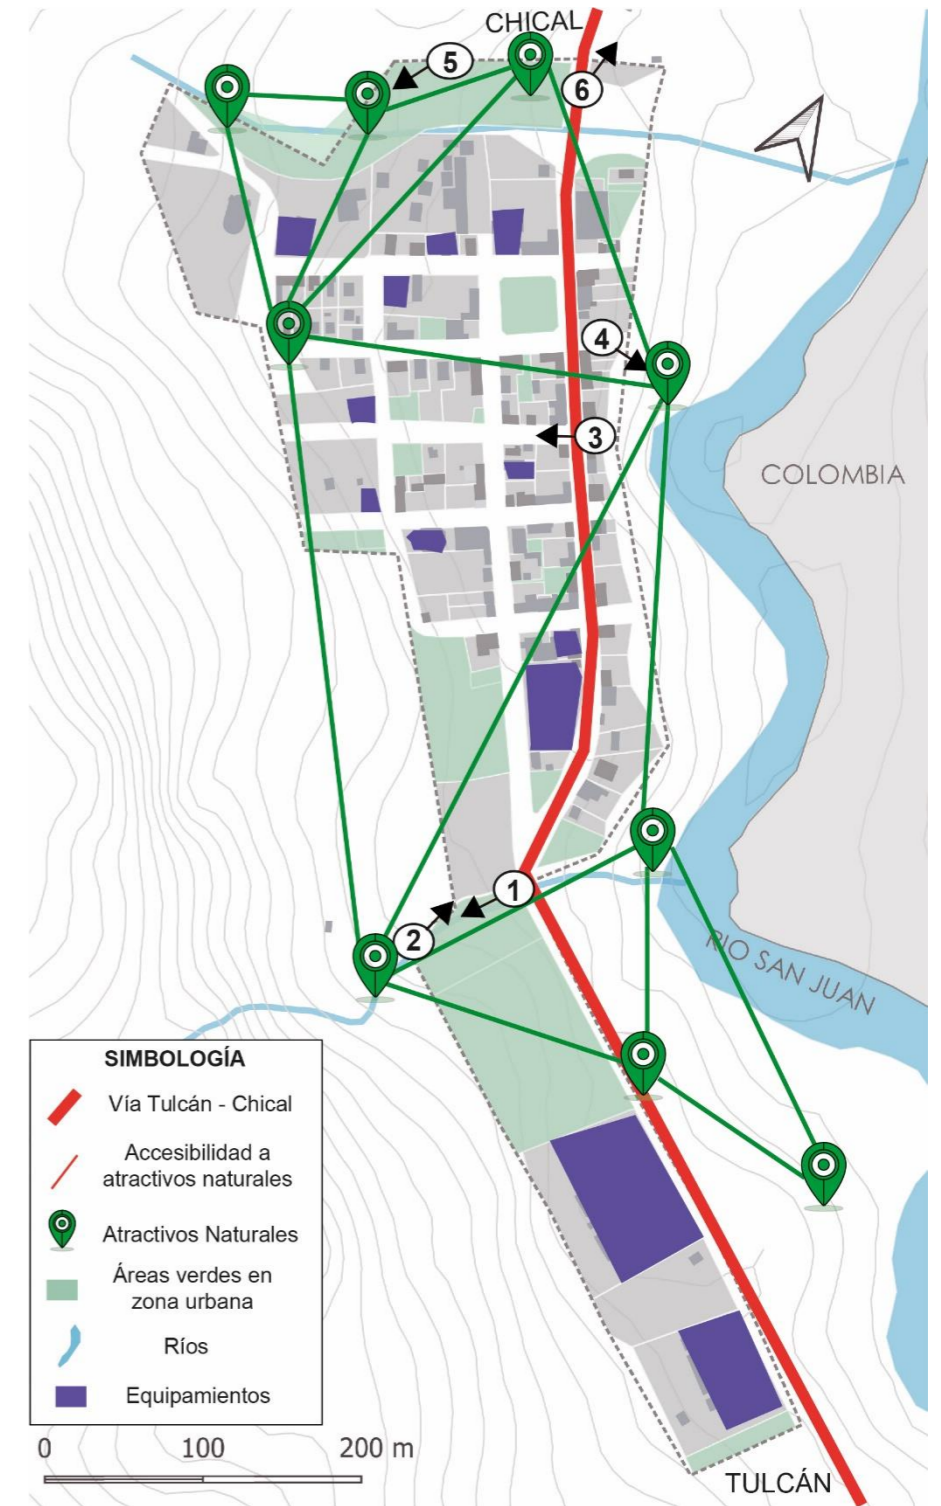 CHICAL
5
6
4
3
COLOMBIA
1
2
RIO SAN JUAN
SIMBOLOGÍA
Vía Tulcán - Chical
Accesibilidad a
atractivos naturales
Atractivos Naturales
Áreas verdes en
zona urbana
Ríos
Equipamientos
0 100 200 m
TULCÁN